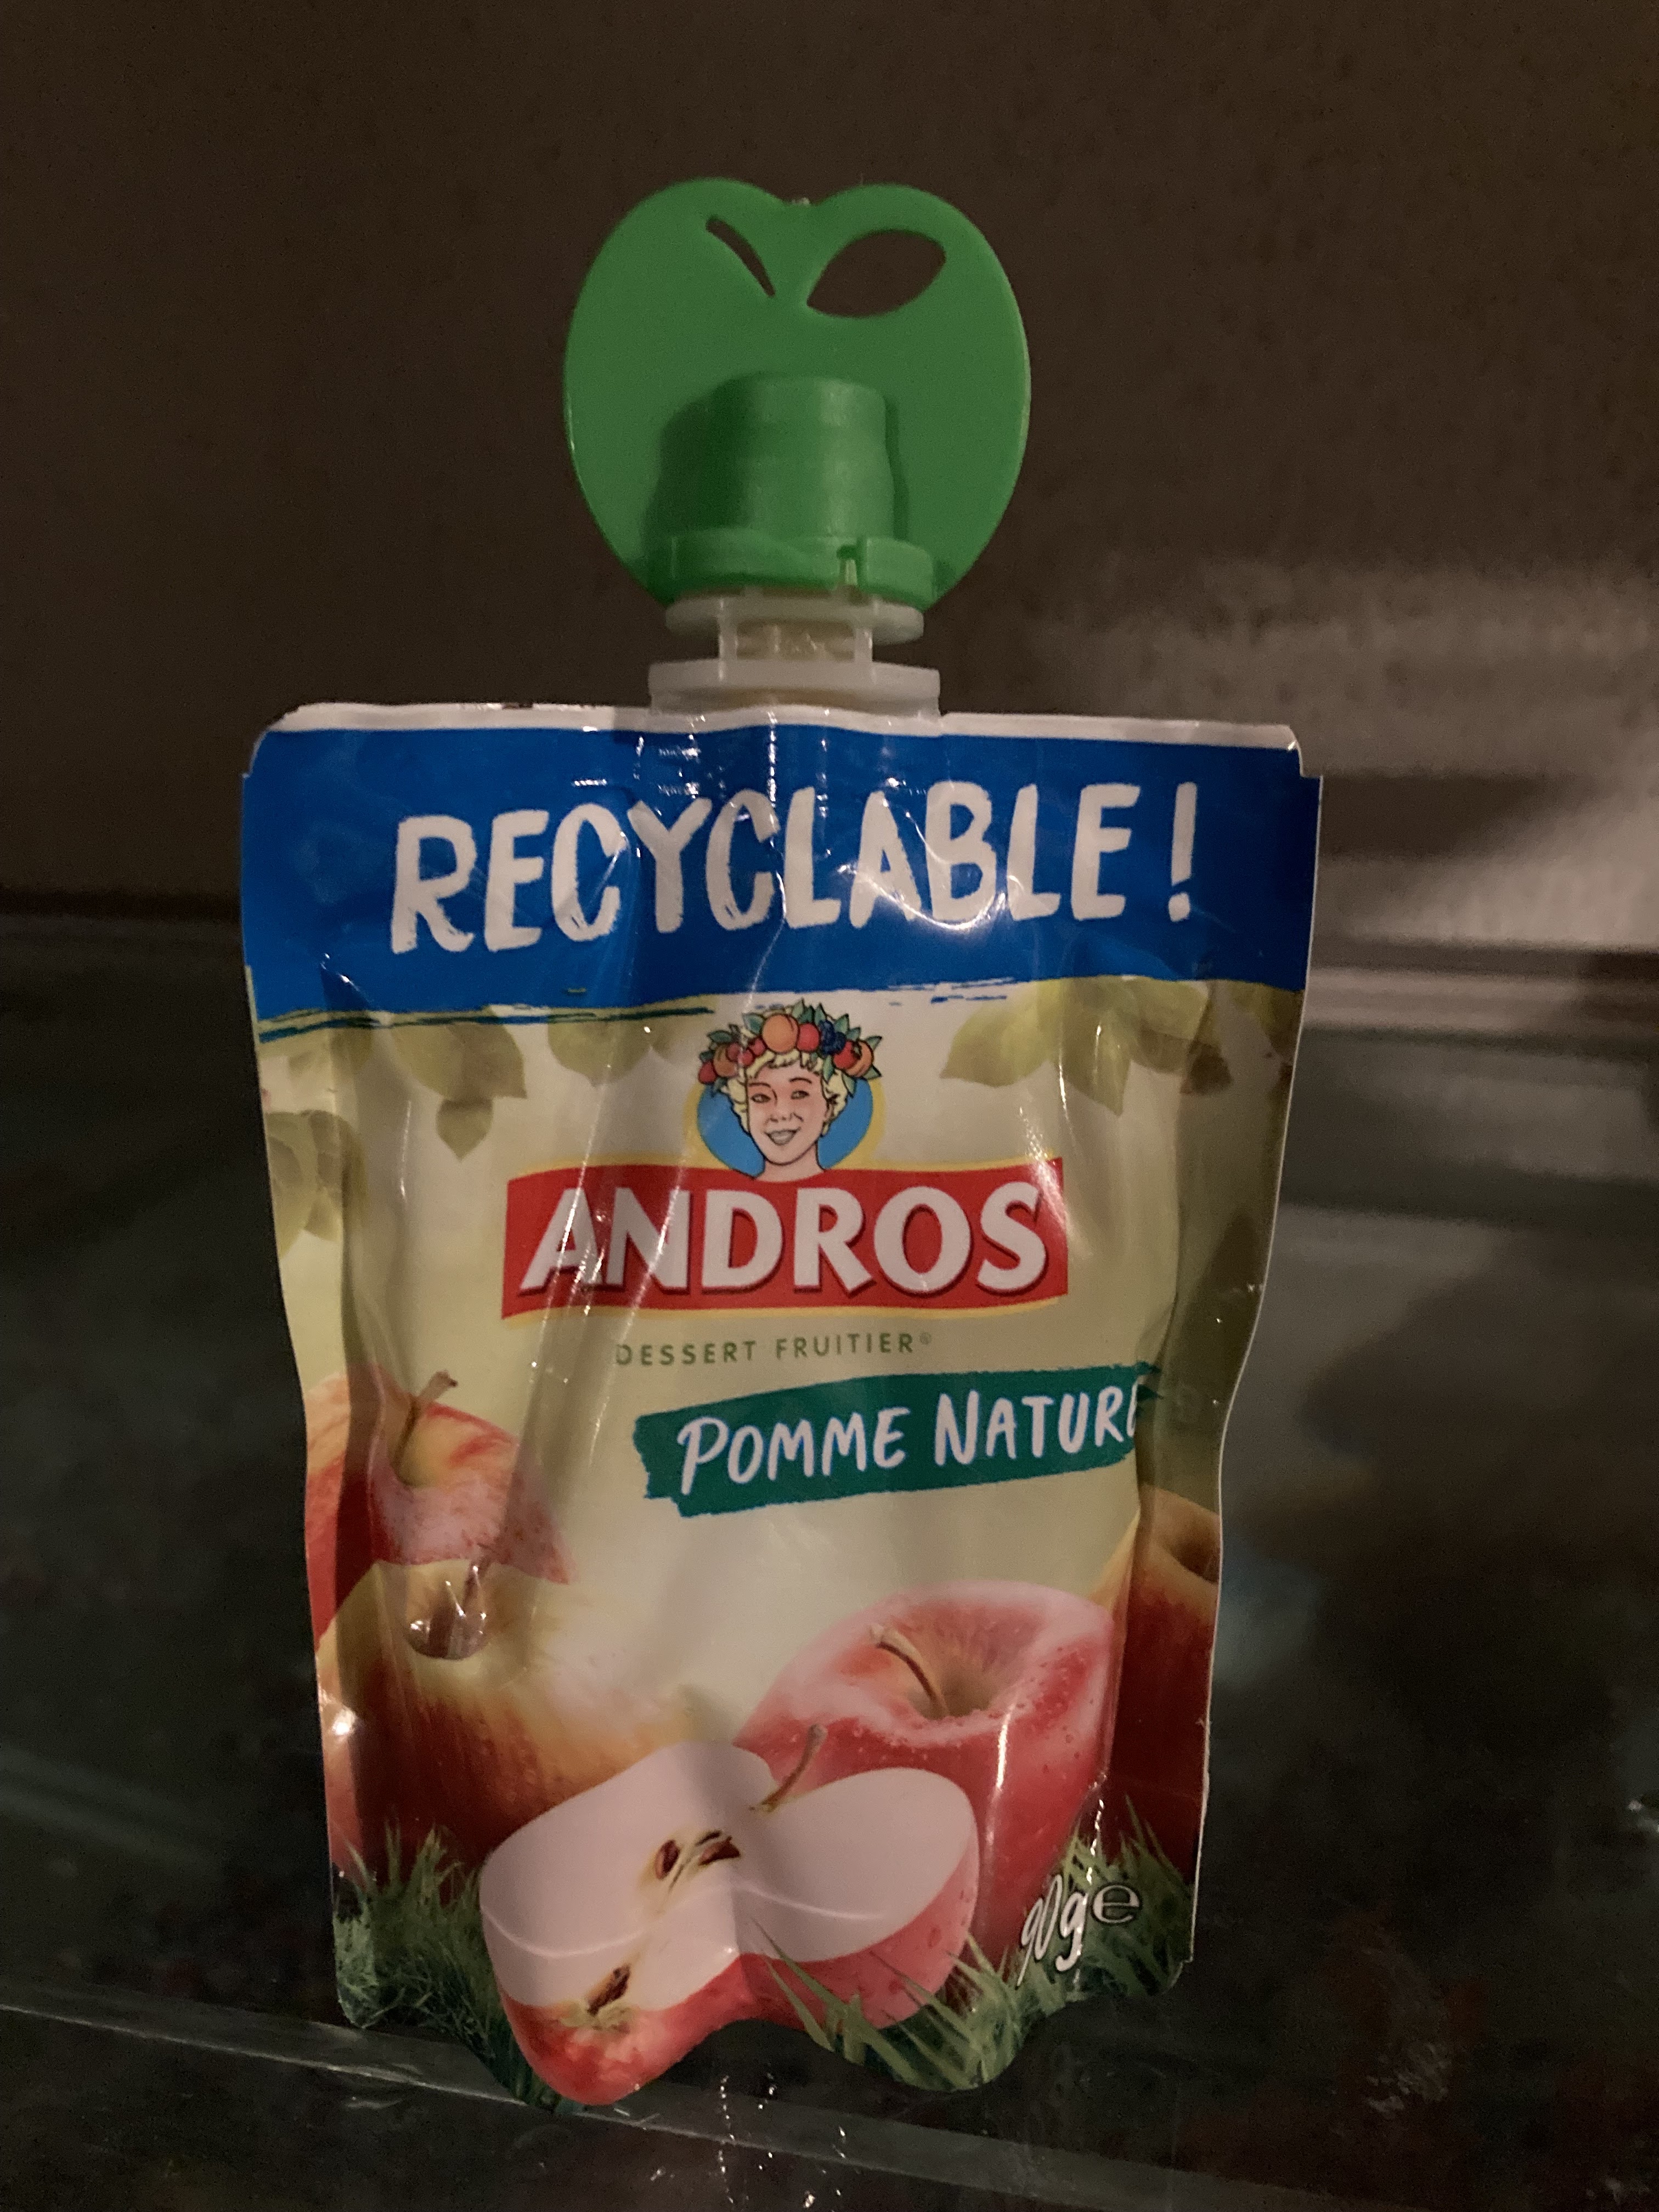 RECYCLABLE !
ANDROS
DESSERT FRUITIER®
POMME NATURE
90g e